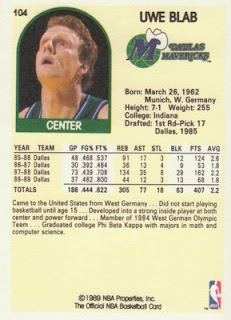 104
UWE BLAB
DALLAS
MAVERICKS
Born: March 26, 1962
Munich, W. Germany
Height: 7-1 Weight: 255
College: Indiana
Drafted: 1st Rd-Pick 17
Dallas, 1985
CENTER
YEAR TEAM GP FG% FT% REB AST STL BLK PTS AVG
85-86 Dallas 48 .468 .537 91 17 3 12 124 2.6
86-87 Dallas 30 .392 .464 36 13 4 9 53 1.8
87-88 Dallas 73 .439 .708 134 35 8 29 162 2.2
88-89 Dallas 37 .462 .800 44 12 3 13 68 1.8
TOTALS 188 .444 .622 305 77 18 63 407 2.2
Came to the United States from West Germany . . . Did not start playing
basketball until age 15 . . . Developed into a strong inside player at both
center and power forward . . . Member of 1984 West German Olympic
Team . . . Graduated college Phi Beta Kappa with majors in math and
computer science.
©1989 NBA Properties, Inc.
The Official NBA Basketball Card
NBA